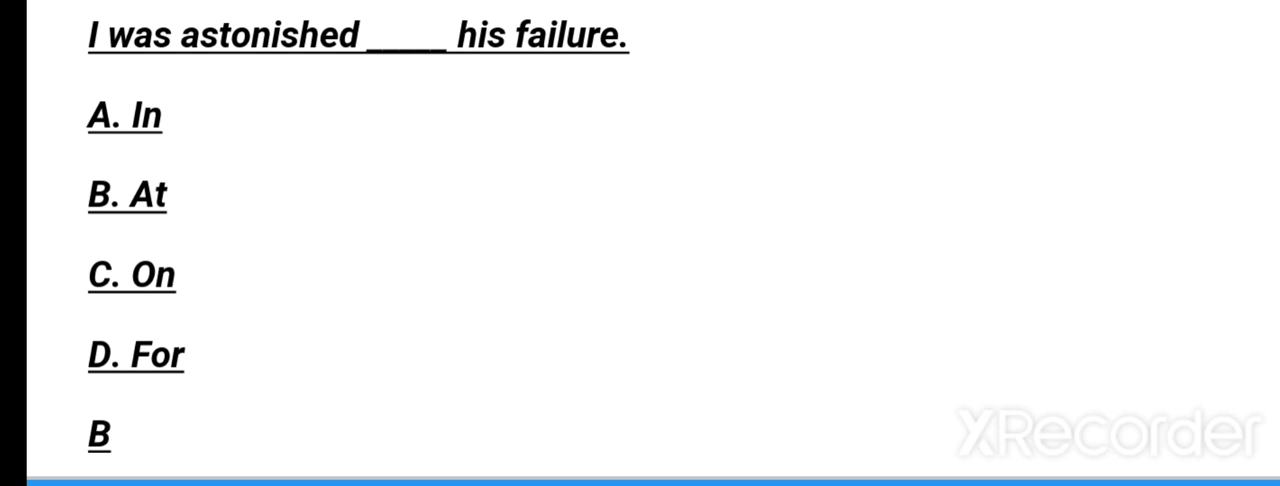 I was astonished _____ his failure.
A. In
B. At
C. On
D. For
B
XRecorder